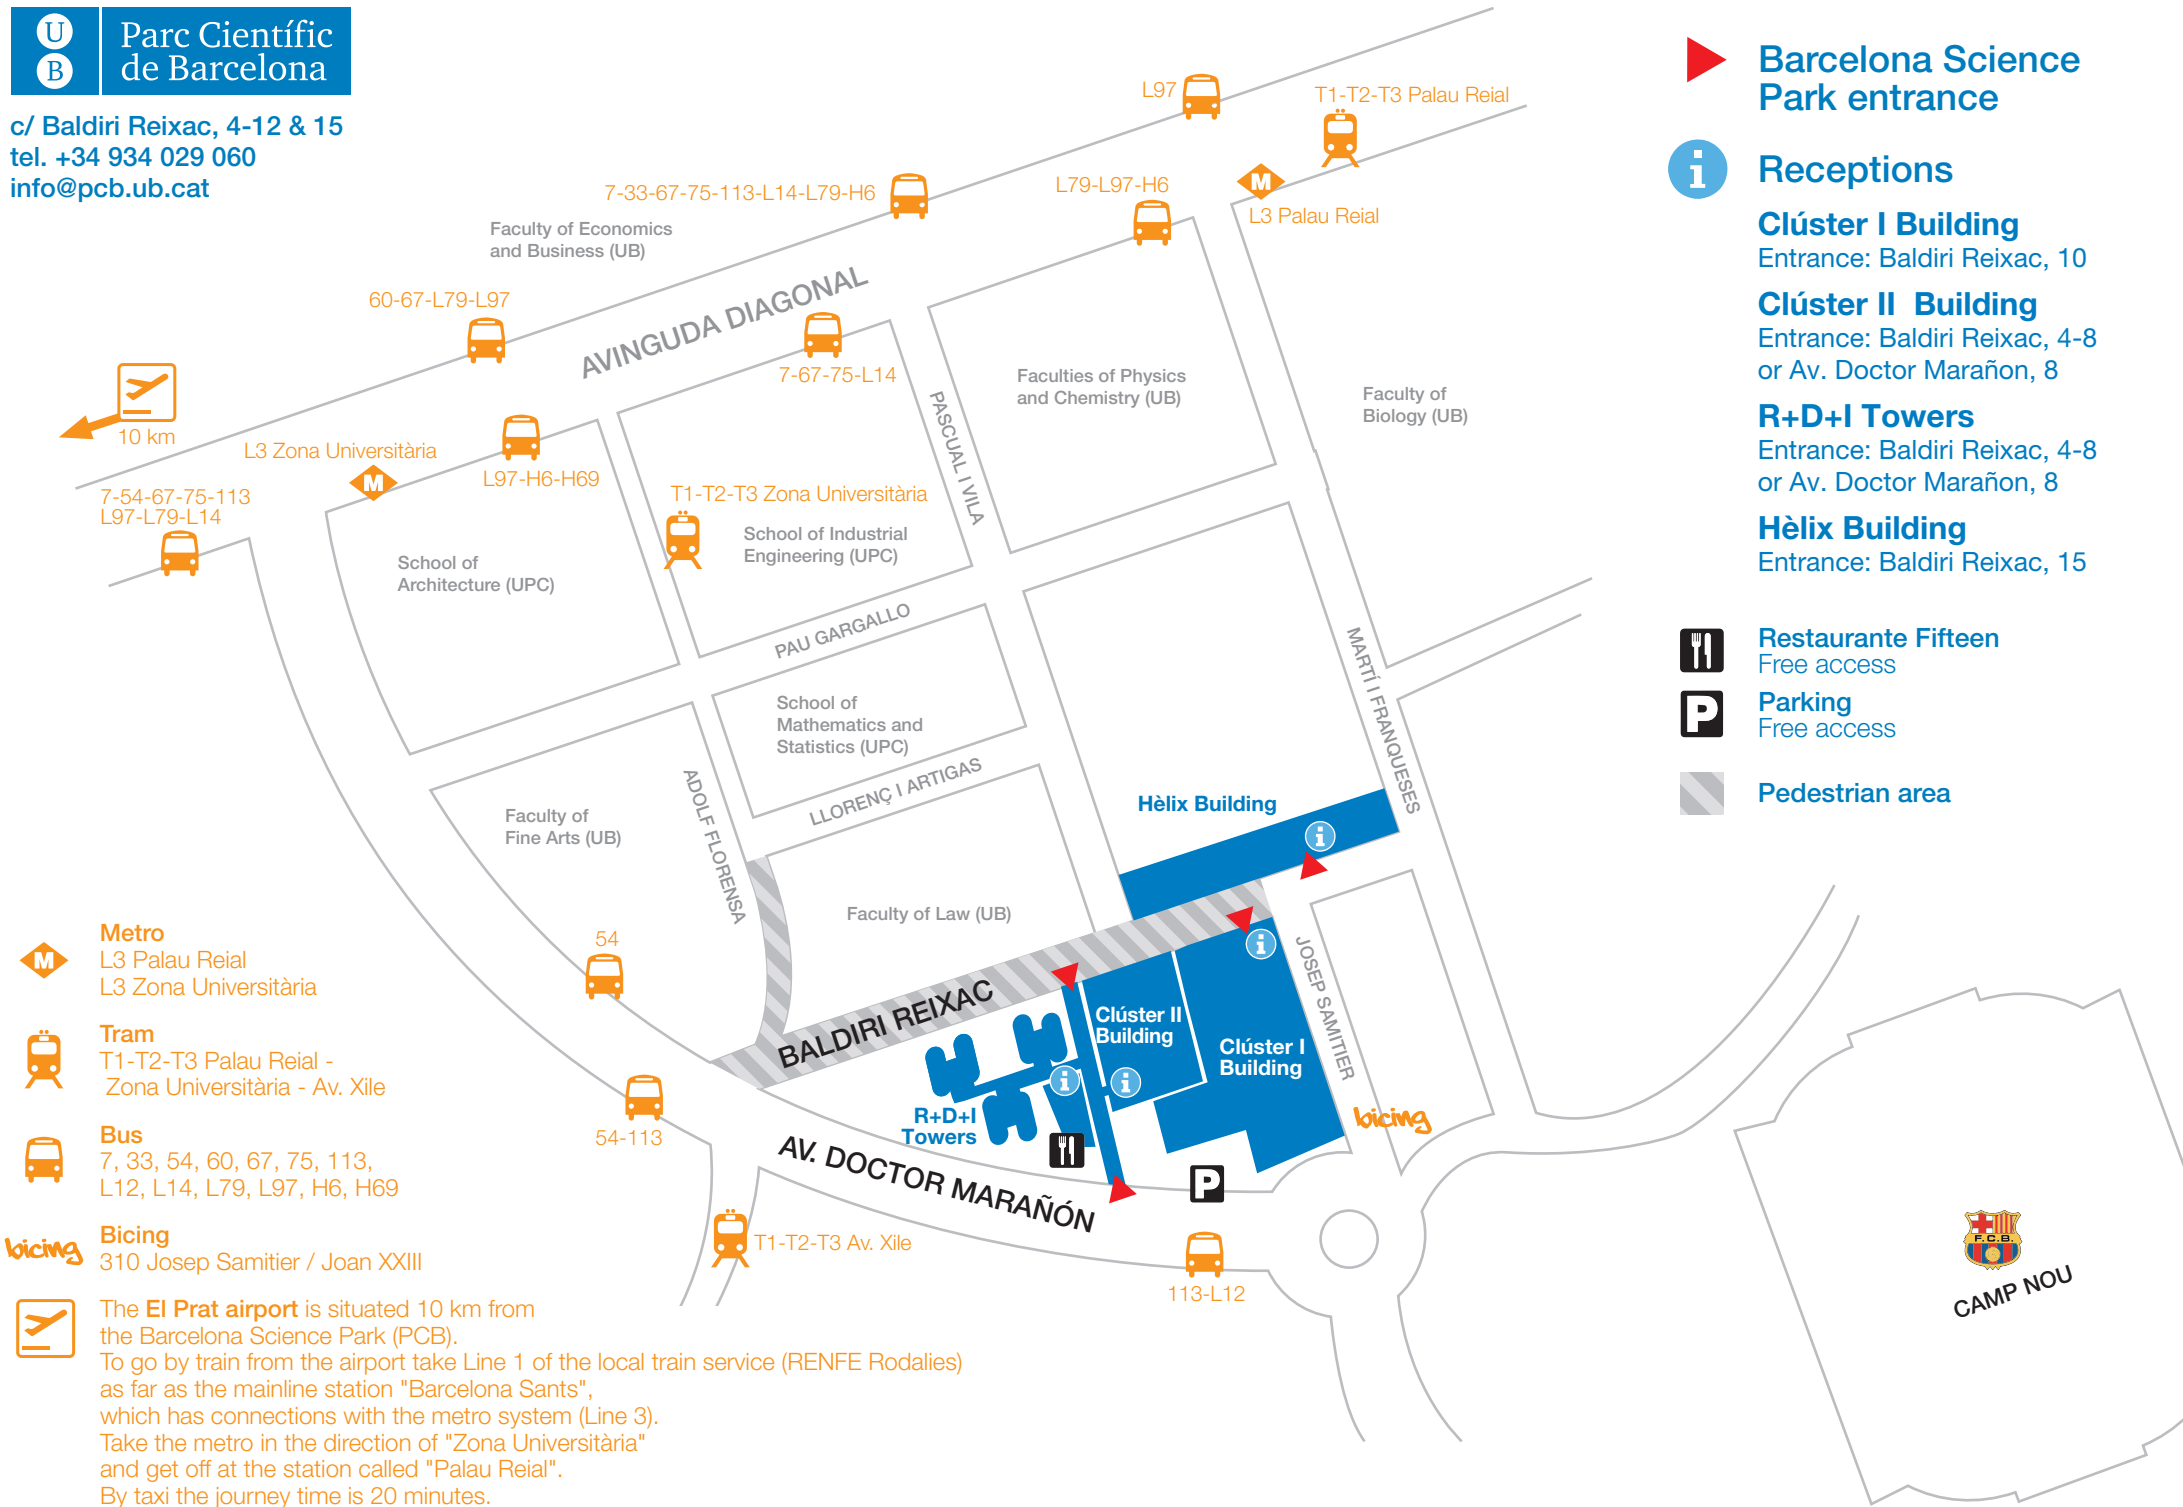 U B
Parc Científic
de Barcelona
c/ Baldiri Reixac, 4-12 & 15
tel. +34 934 029 060
info@pcb.ub.cat
L97
T1-T2-T3 Palau Reial
7-33-67-75-113-L14-L79-H6
L79-L97-H6
M
L3 Palau Reial
Faculty of Economics
and Business (UB)
60-67-L79-L97
AVINGUDA DIAGONAL
7-67-75-L14
10 km
L3 Zona Universitària
M
L97-H6-H69
7-54-67-75-113
L97-L79-L14
T1-T2-T3 Zona Universitària
School of Industrial
Engineering (UPC)
School of
Architecture (UPC)
PASCUAL I VILA
Faculties of Physics
and Chemistry (UB)
Faculty of
Biology (UB)
PAU GARGALLO
School of
Mathematics and
Statistics (UPC)
LLORENÇ I ARTIGAS
MARTÍ I FRANQUESES
ADOLF FLORENSA
Faculty of
Fine Arts (UB)
Hèlix Building
i
Faculty of Law (UB)
54
BALDIRI REIXAC
i
JOSEP SAMITIER
Clúster II
Building
Clúster I
Building
i
i
R+D+I
Towers
54-113
AV. DOCTOR MARAÑÓN
P
bicing
T1-T2-T3 Av. Xile
113-L12
F.C.B.
CAMP NOU
Barcelona Science
Park entrance
i
Receptions
Clúster I Building
Entrance: Baldiri Reixac, 10
Clúster II Building
Entrance: Baldiri Reixac, 4-8
or Av. Doctor Marañon, 8
R+D+I Towers
Entrance: Baldiri Reixac, 4-8
or Av. Doctor Marañon, 8
Hèlix Building
Entrance: Baldiri Reixac, 15
Restaurante Fifteen
Free access
P
Parking
Free access
Pedestrian area
M
Metro
L3 Palau Reial
L3 Zona Universitària
Tram
T1-T2-T3 Palau Reial -
Zona Universitària - Av. Xile
Bus
7, 33, 54, 60, 67, 75, 113,
L12, L14, L79, L97, H6, H69
bicing
Bicing
310 Josep Samitier / Joan XXIII
The El Prat airport is situated 10 km from
the Barcelona Science Park (PCB).
To go by train from the airport take Line 1 of the local train service (RENFE Rodalies)
as far as the mainline station "Barcelona Sants",
which has connections with the metro system (Line 3).
Take the metro in the direction of "Zona Universitària"
and get off at the station called "Palau Reial".
By taxi the journey time is 20 minutes.